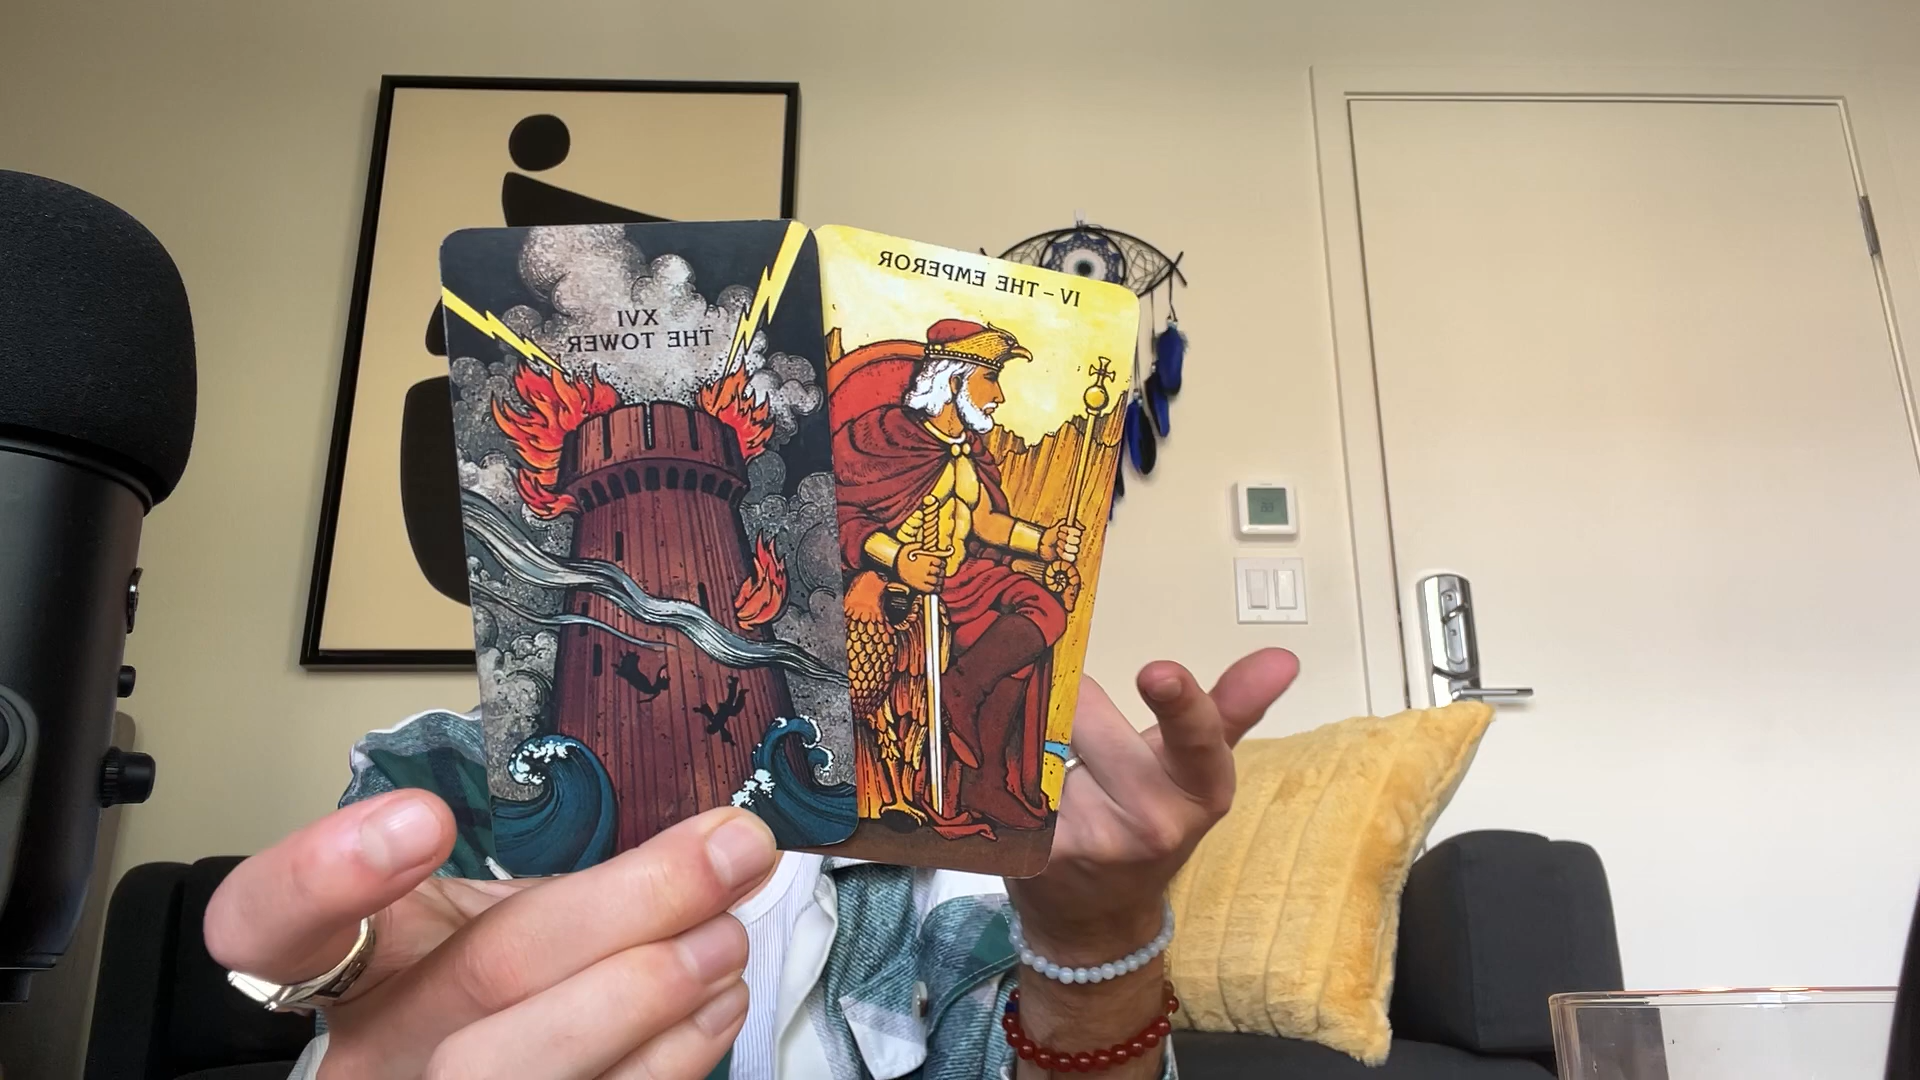 XVI
THE TOWER
IV – THE EMPEROR